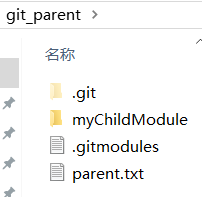 git_parent
名称
.git
myChildModule
.gitmodules
parent.txt